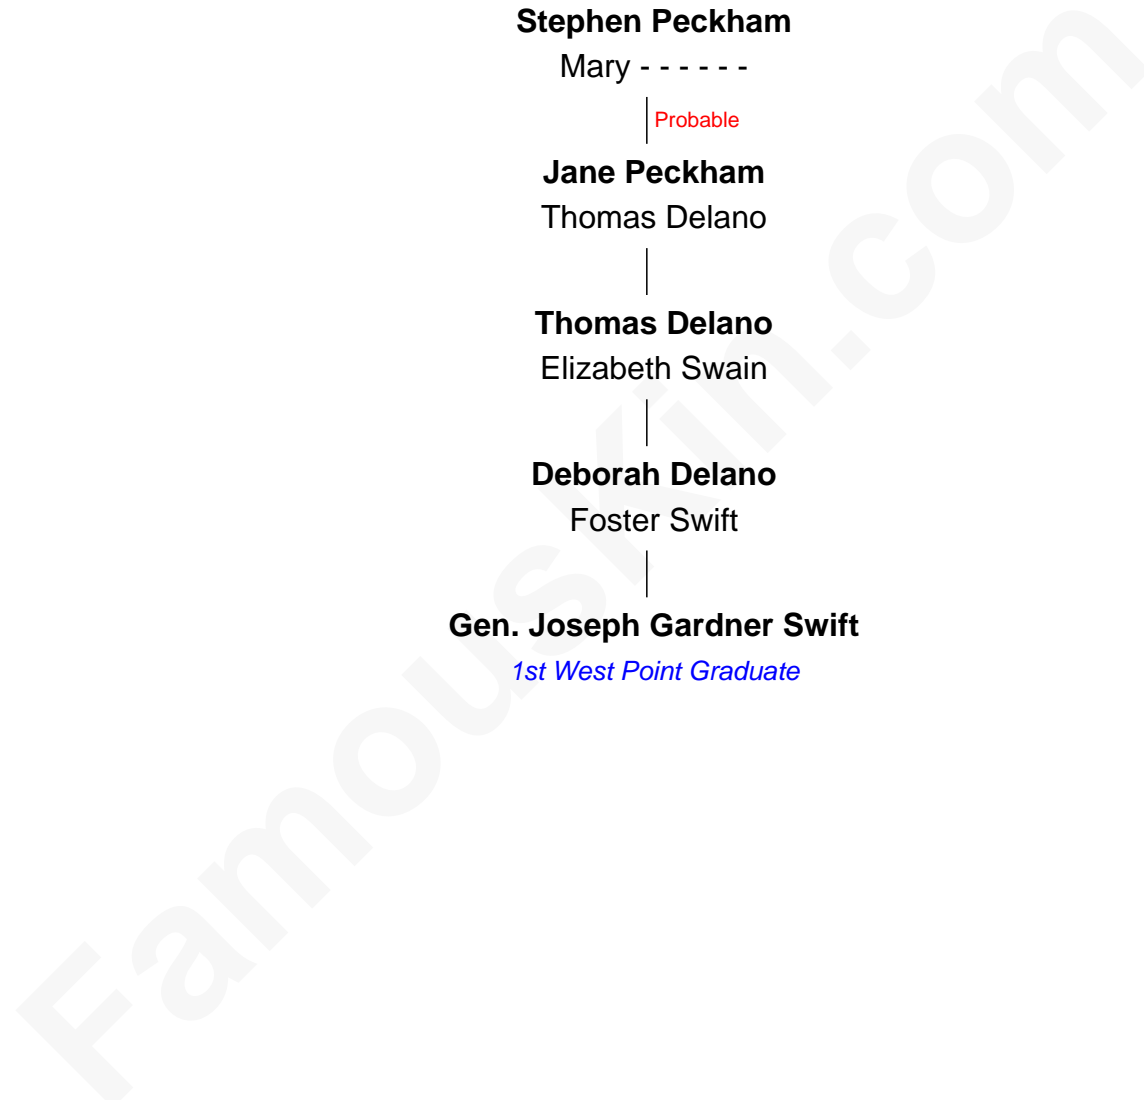 Stephen Peckham
Mary - - - - - -
Probable
Jane Peckham
Thomas Delano
Thomas Delano
Elizabeth Swain
Deborah Delano
Foster Swift
Gen. Joseph Gardner Swift
1st West Point Graduate
FamousKin.com